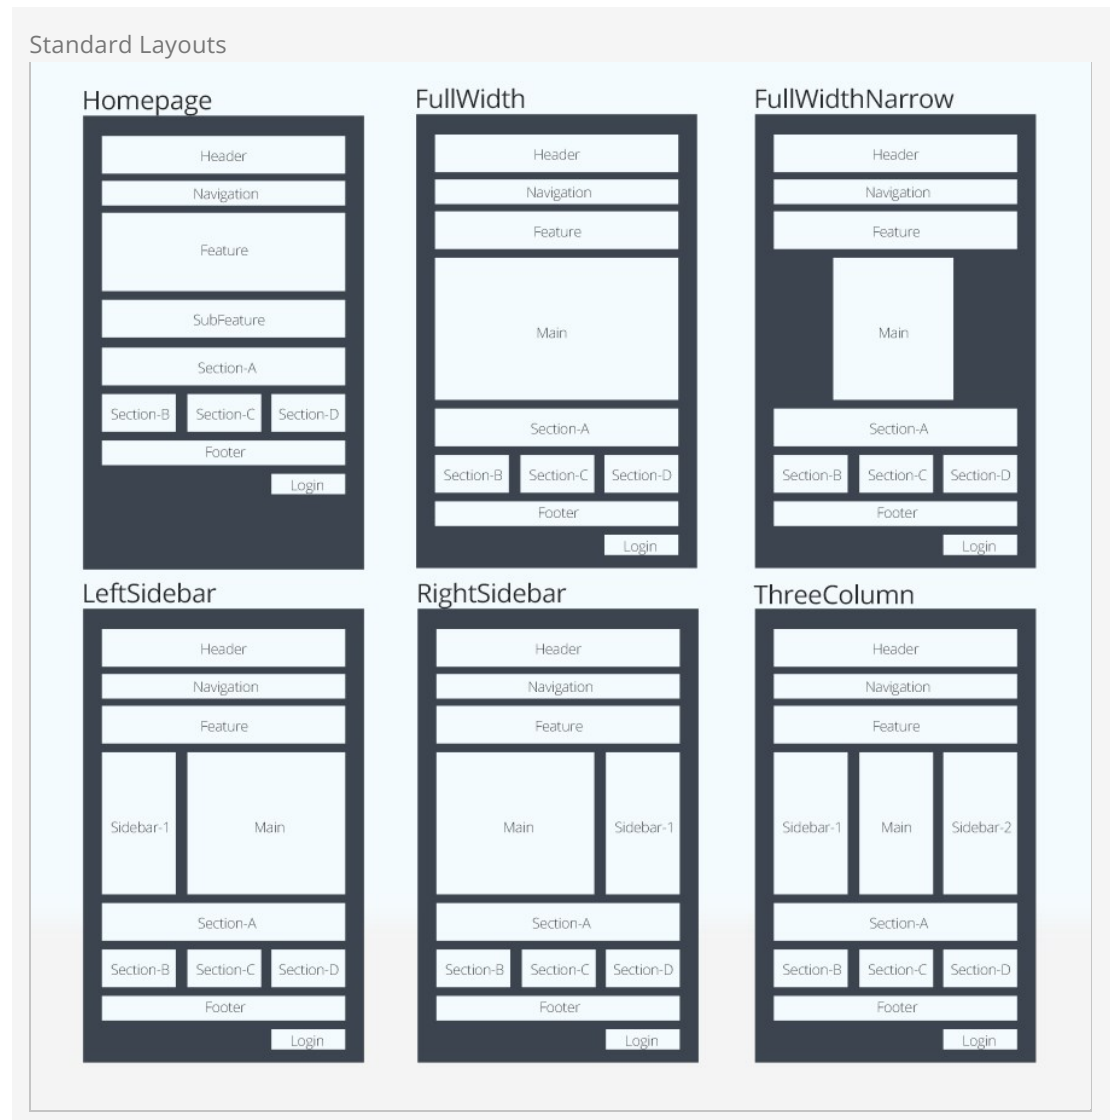 Standard Layouts
Homepage
Header
Navigation
Feature
SubFeature
Section-A
Section-B Section-C Section-D
Footer
Login
FullWidth
Header
Navigation
Feature
Main
Section-A
Section-B Section-C Section-D
Footer
Login
FullWidthNarrow
Header
Navigation
Feature
Main
Section-A
Section-B Section-C Section-D
Footer
Login
LeftSidebar
Header
Navigation
Feature
Sidebar-1 Main
Section-A
Section-B Section-C Section-D
Footer
Login
RightSidebar
Header
Navigation
Feature
Main Sidebar-1
Section-A
Section-B Section-C Section-D
Footer
Login
ThreeColumn
Header
Navigation
Feature
Sidebar-1 Main Sidebar-2
Section-A
Section-B Section-C Section-D
Footer
Login